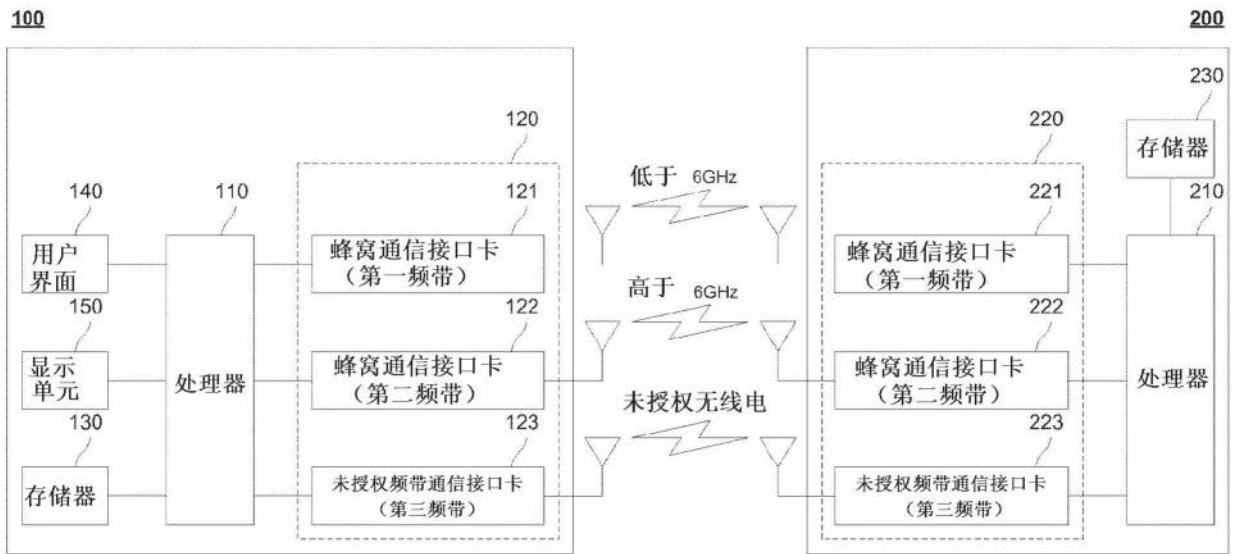 100
200
230
存储器
120
220
低于 6GHz
140
110
121
221
210
用户
界面
蜂窝通信接口卡
（第一频带）
蜂窝通信接口卡
（第一频带）
高于 6GHz
150
122
222
显示
单元
处理器
蜂窝通信接口卡
（第二频带）
蜂窝通信接口卡
（第二频带）
处理器
未授权无线电
130
123
223
存储器
未授权频带通信接口卡
（第三频带）
未授权频带通信接口卡
（第三频带）